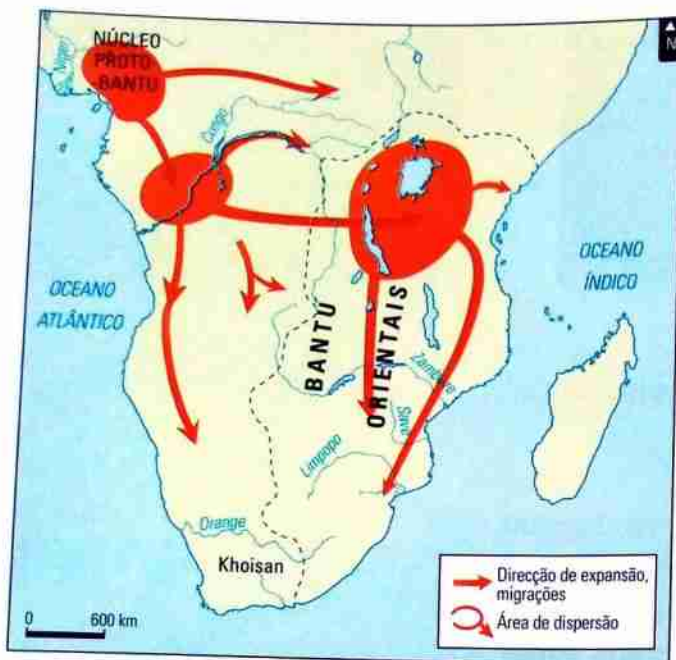 NÚCLEO
PROTO
-BANTU
N
Níger
Congo
OCEANO
ATLÂNTICO
OCEANO
ÍNDICO
BANTU
ORIENTAIS
Zambeze
Save
Limpopo
Orange
Khoisan
0 600 km
Direcção de expansão,
migrações
Área de dispersão